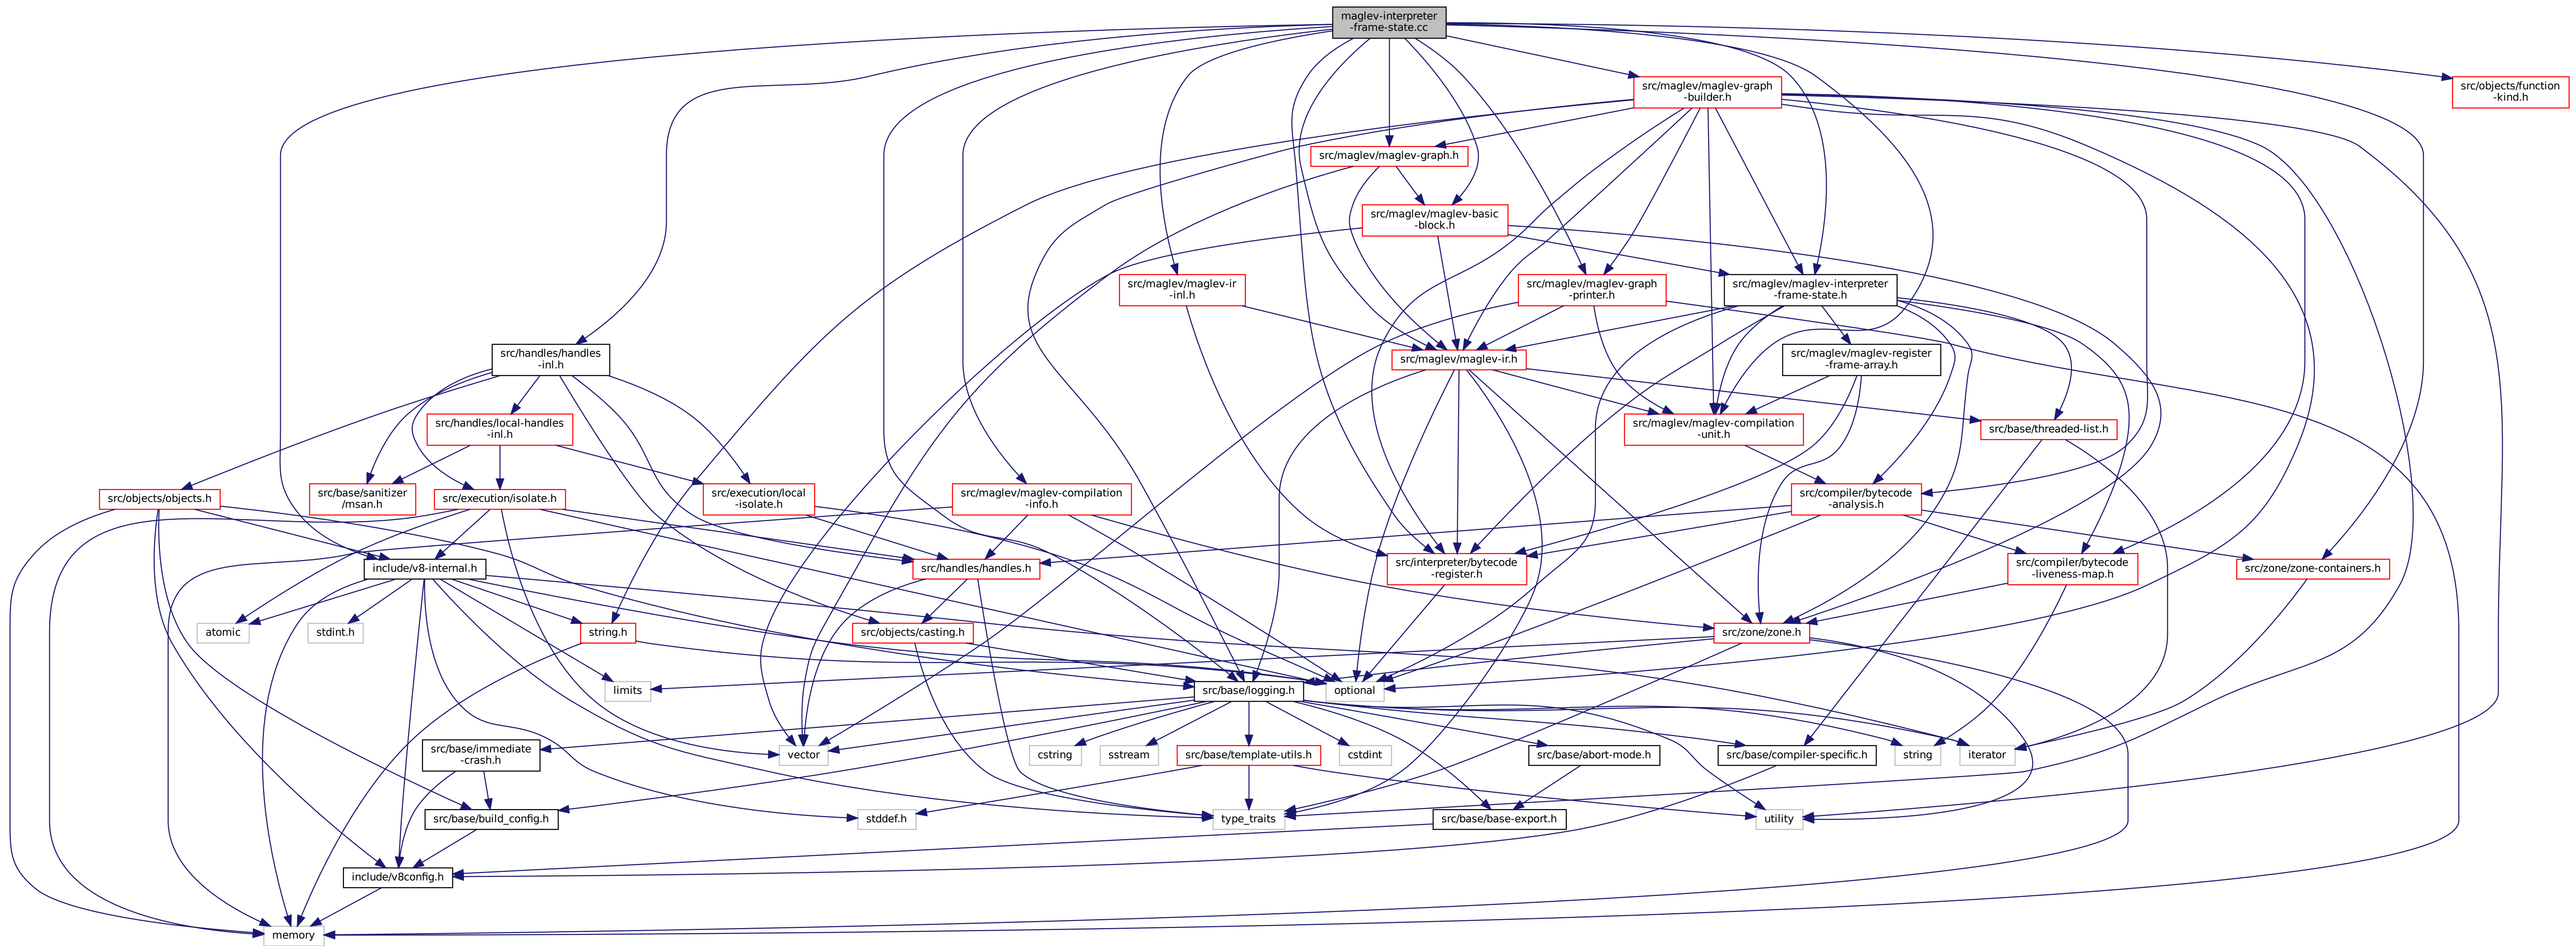 maglev-interpreter
-frame-state.cc
src/maglev/maglev-graph
-builder.h
src/objects/function
-kind.h
src/maglev/maglev-graph.h
src/maglev/maglev-basic
-block.h
src/maglev/maglev-ir
-inl.h
src/maglev/maglev-graph
-printer.h
src/maglev/maglev-interpreter
-frame-state.h
src/handles/handles
-inl.h
src/maglev/maglev-ir.h
src/maglev/maglev-register
-frame-array.h
src/handles/local-handles
-inl.h
src/maglev/maglev-compilation
-unit.h
src/base/threaded-list.h
src/objects/objects.h
src/base/sanitizer
/msan.h
src/execution/isolate.h
src/execution/local
-isolate.h
src/maglev/maglev-compilation
-info.h
src/compiler/bytecode
-analysis.h
include/v8-internal.h
src/handles/handles.h
src/interpreter/bytecode
-register.h
src/compiler/bytecode
-liveness-map.h
src/zone/zone-containers.h
atomic
stdint.h
string.h
src/objects/casting.h
src/zone/zone.h
limits
src/base/logging.h
optional
src/base/immediate
-crash.h
vector
cstring
sstream
src/base/template-utils.h
cstdint
src/base/abort-mode.h
src/base/compiler-specific.h
string
iterator
src/base/build_config.h
stddef.h
type_traits
src/base/base-export.h
utility
include/v8config.h
memory